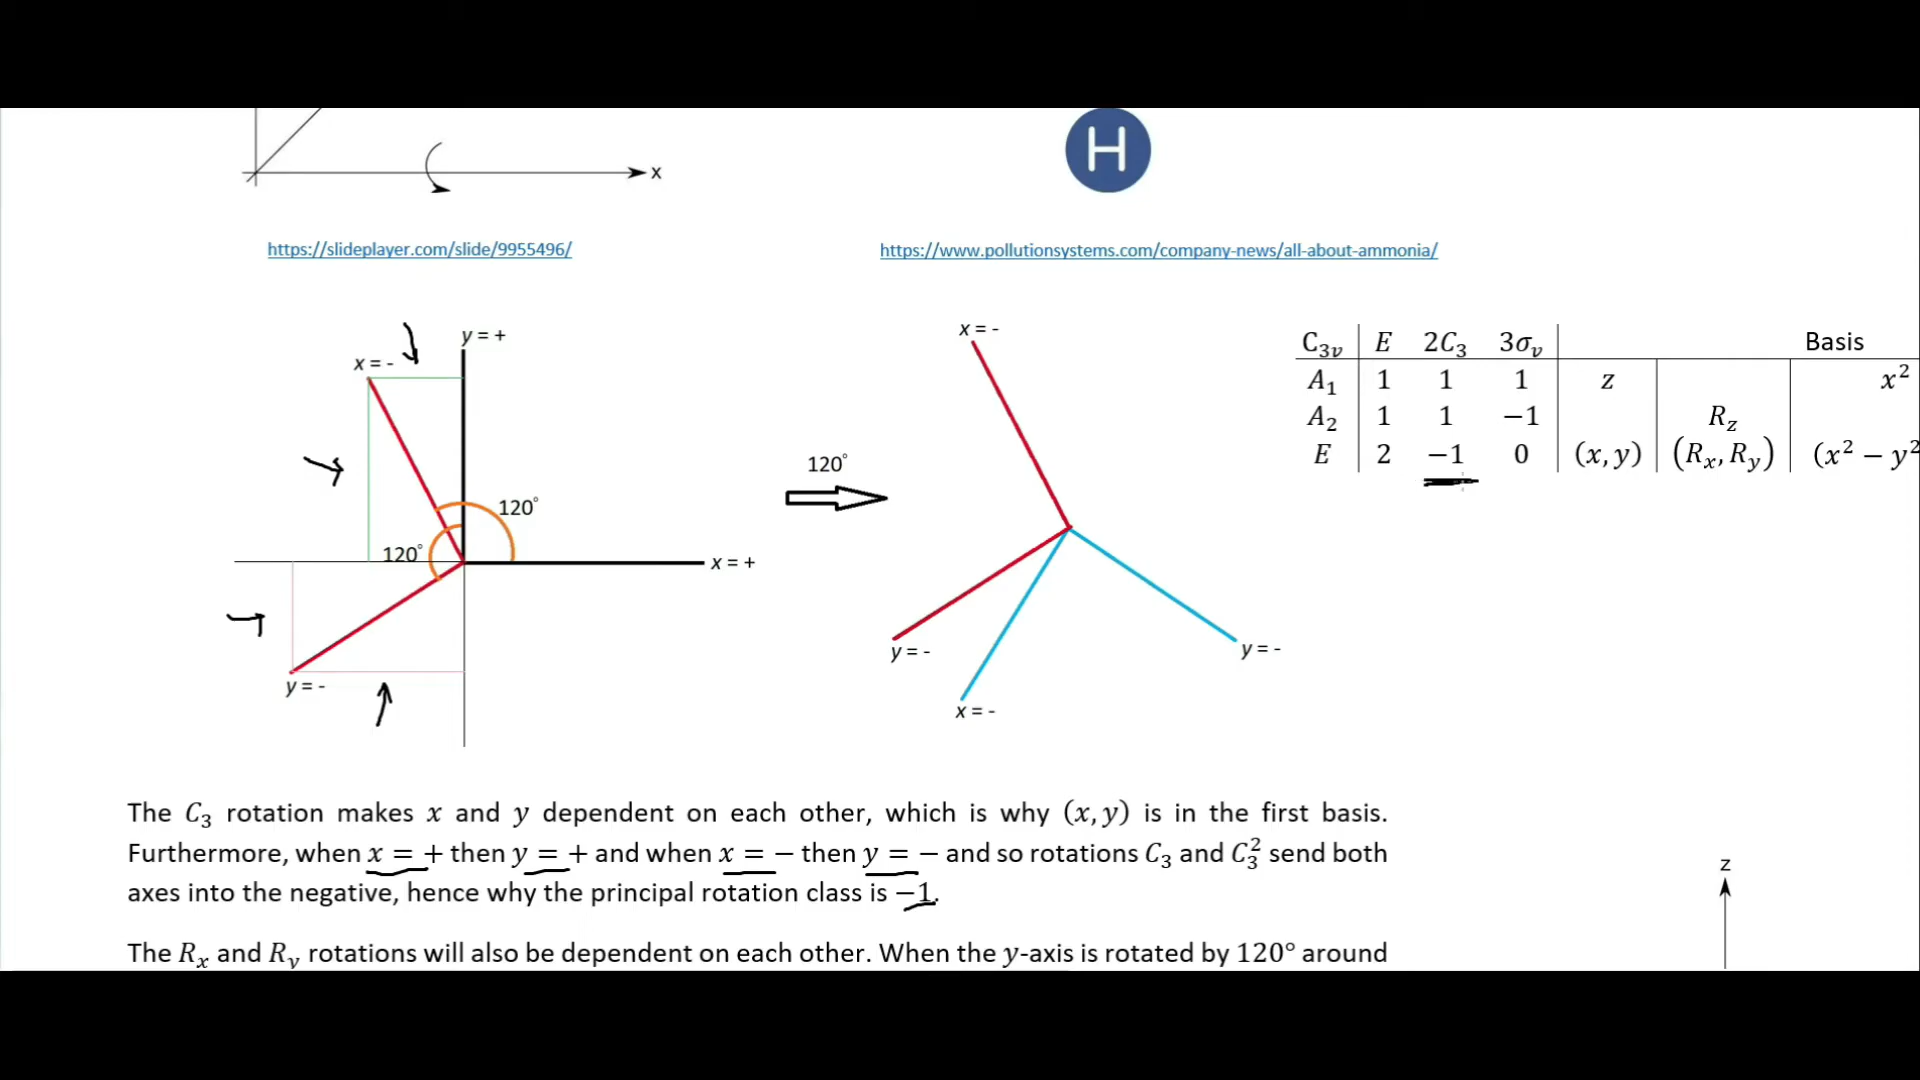 H
x
https://slideplayer.com/slide/9955496/
https://www.pollutionsystems.com/company-news/all-about-ammonia/
y = +
x = -
120°
120°
x = +
y = -
120°
x = -
y = -
x = -
y = -
C₃ᵥ E 2C₃ 3σᵥ Basis
A₁ 1 1 1 z x²
A₂ 1 1 −1 R_z
E 2 −1 0 (x, y) (Rₓ, R_y) (x² − y²
The C₃ rotation makes x and y dependent on each other, which is why (x, y) is in the first basis.
Furthermore, when x = + then y = + and when x = − then y = − and so rotations C₃ and C₃² send both
axes into the negative, hence why the principal rotation class is −1.
z
The Rₓ and R_y rotations will also be dependent on each other. When the y-axis is rotated by 120° around